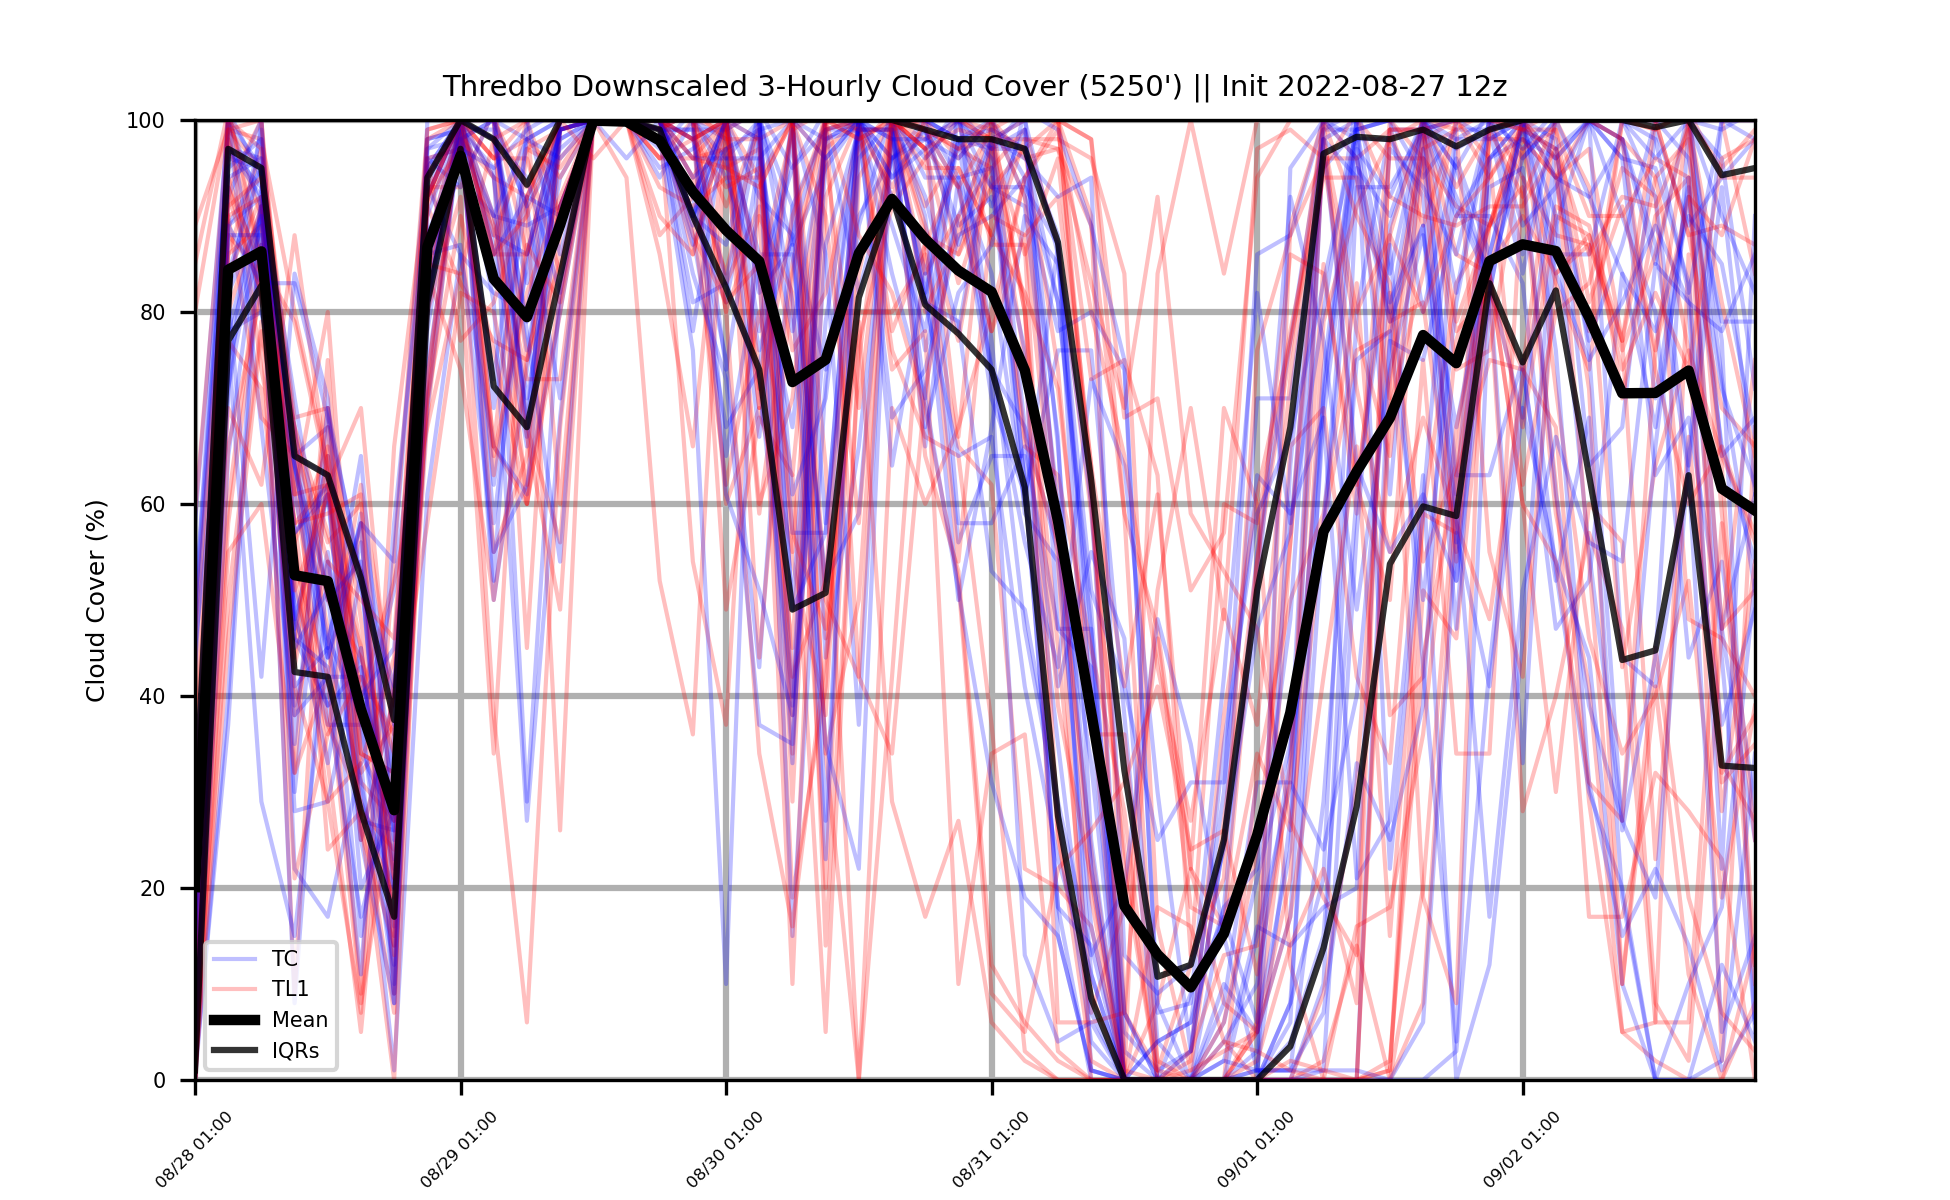 Thredbo Downscaled 3-Hourly Cloud Cover (5250') || Init 2022-08-27 12z
Cloud Cover (%)
100
80
60
40
20
0
TC
TL1
Mean
IQRs
08/28 01:00
08/29 01:00
08/30 01:00
08/31 01:00
09/01 01:00
09/02 01:00